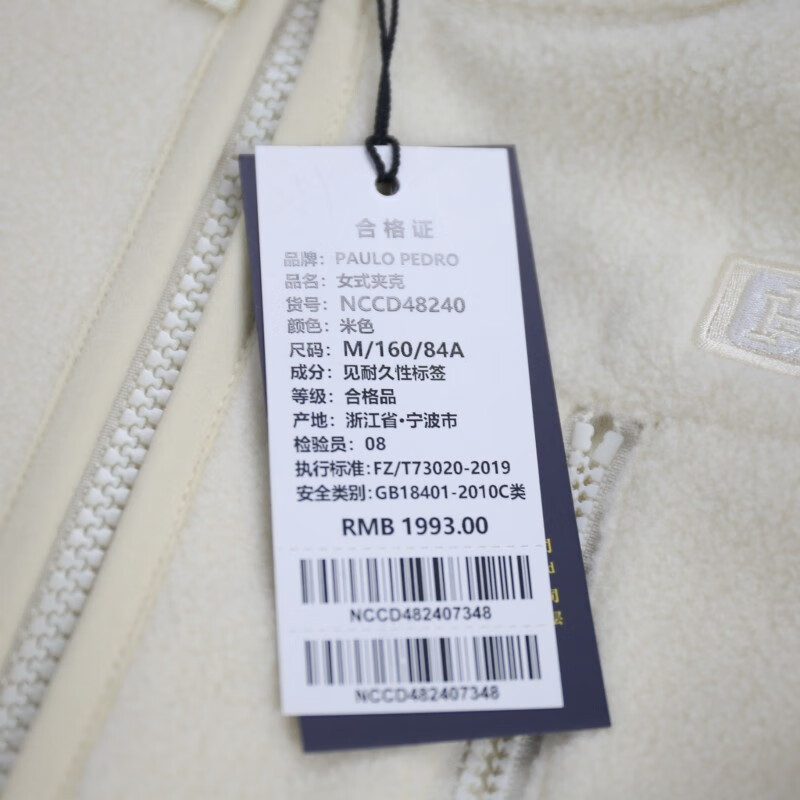 合格证
品牌：PAULO PEDRO
品名：女式夹克
货号：NCCD48240
颜色：米色
尺码：M/160/84A
成分：见耐久性标签
等级：合格品
产地：浙江省·宁波市
检验员：08
执行标准：FZ/T73020-2019
安全类别：GB18401-2010C类
RMB 1993.00
NCCD482407348
NCCD482407348